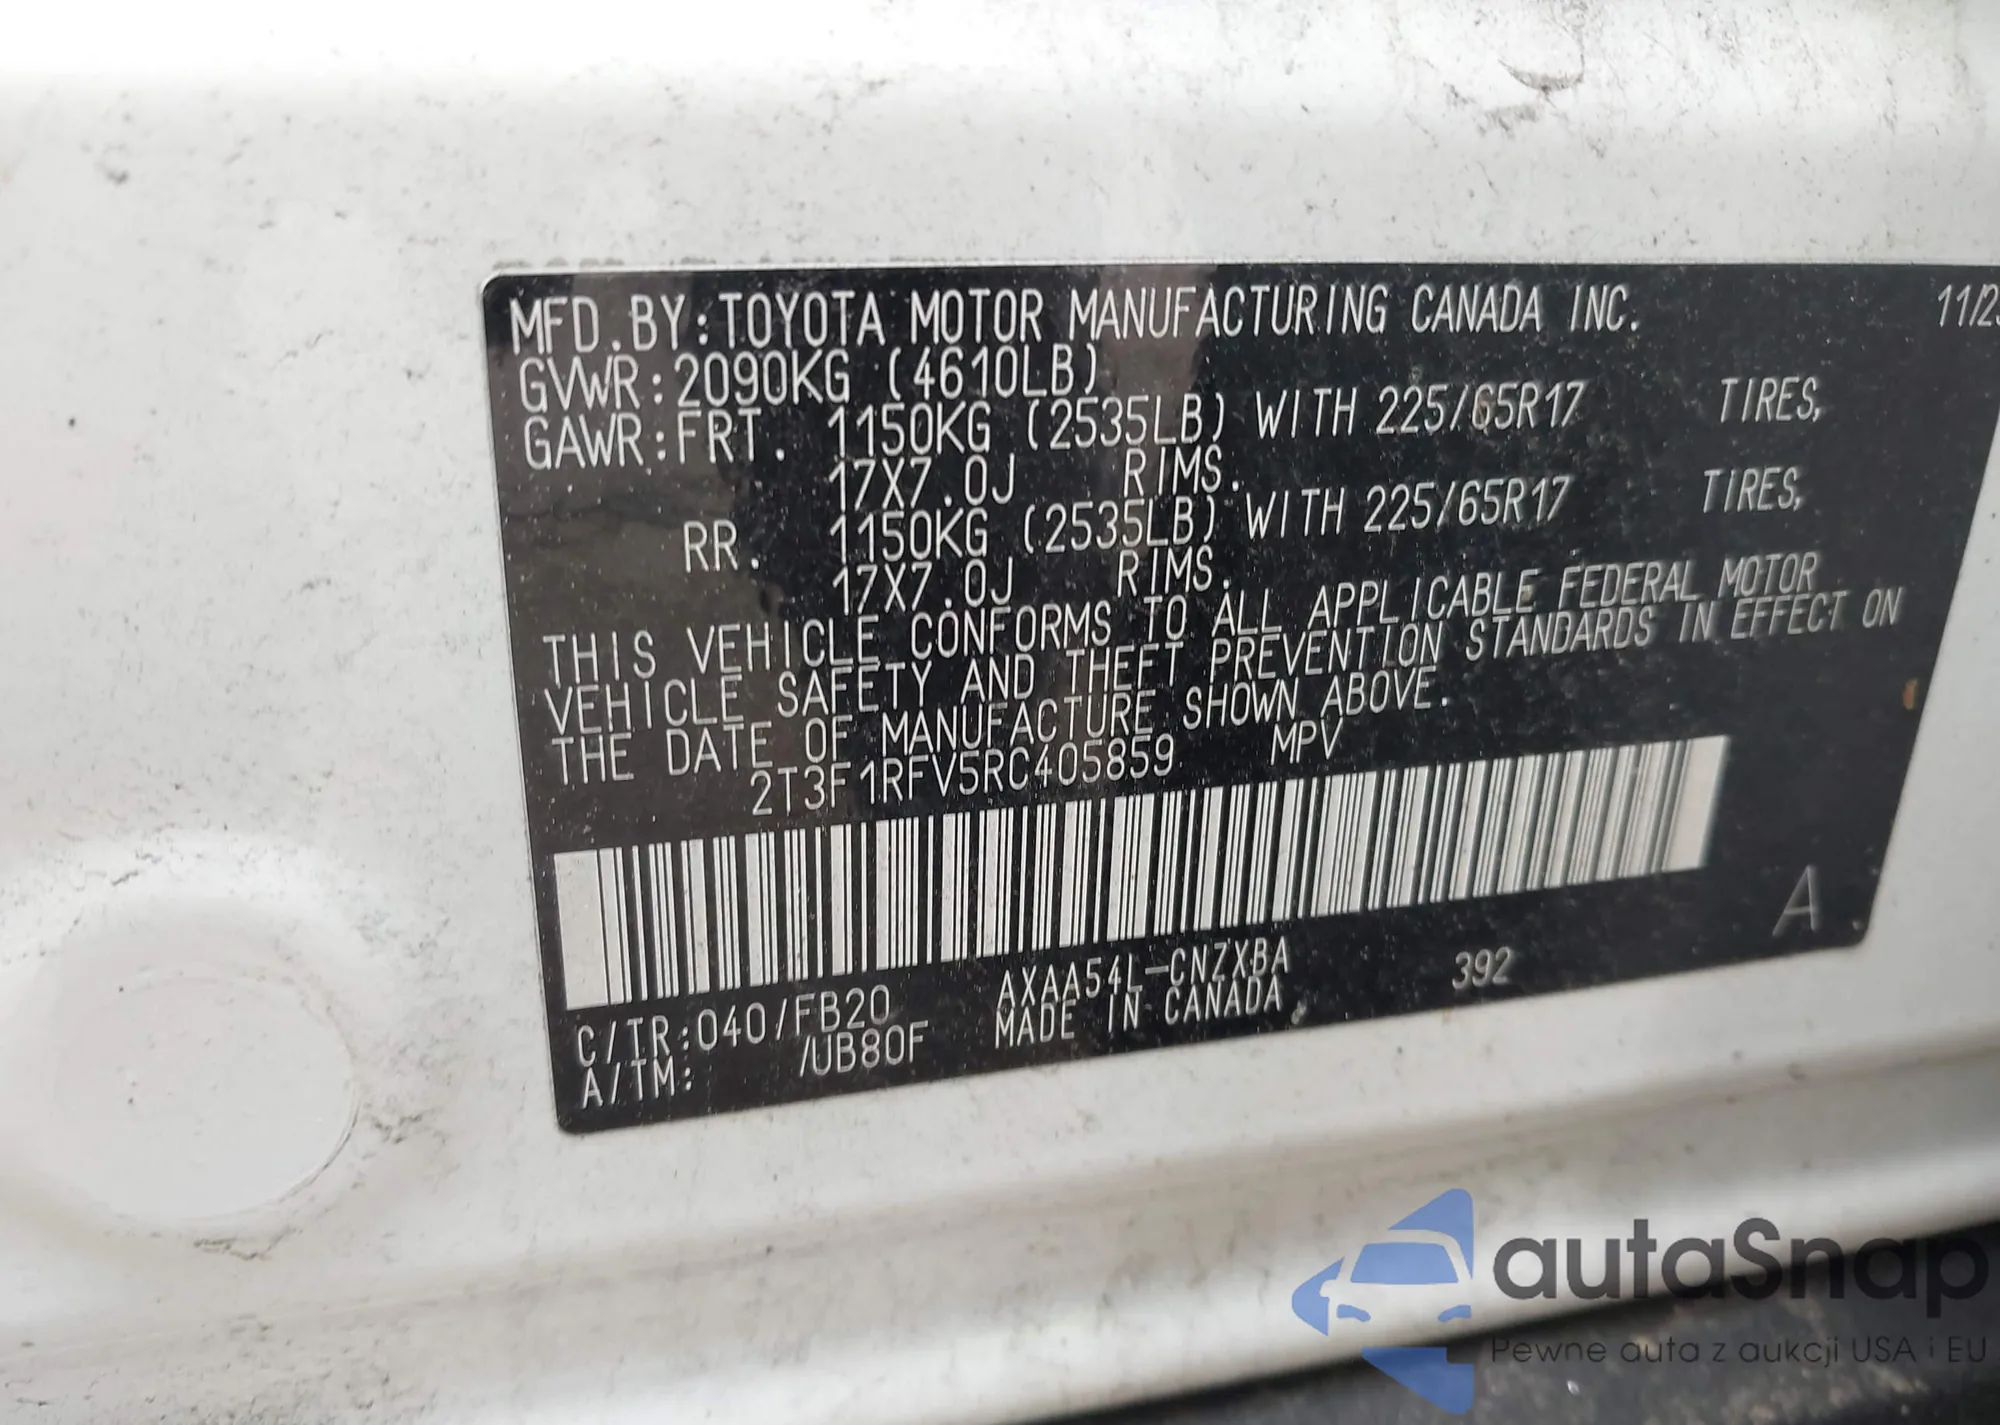 MFD.BY:TOYOTA MOTOR MANUFACTURING CANADA INC. 11/23
GVWR:2090KG (4610LB)
GAWR:FRT. 1150KG (2535LB) WITH 225/65R17 TIRES,
17X7.0J RIMS.
RR. 1150KG (2535LB) WITH 225/65R17 TIRES,
17X7.0J RIMS.
THIS VEHICLE CONFORMS TO ALL APPLICABLE FEDERAL MOTOR
VEHICLE SAFETY AND THEFT PREVENTION STANDARDS IN EFFECT ON
THE DATE OF MANUFACTURE SHOWN ABOVE.
2T3F1RFV5RC405859 MPV
A
C/TR:040/FB20 AXAA54L-CNZXBA 392
A/TM: /UB80F MADE IN CANADA
autaSnap
Pewne auta z aukcji USA i EU